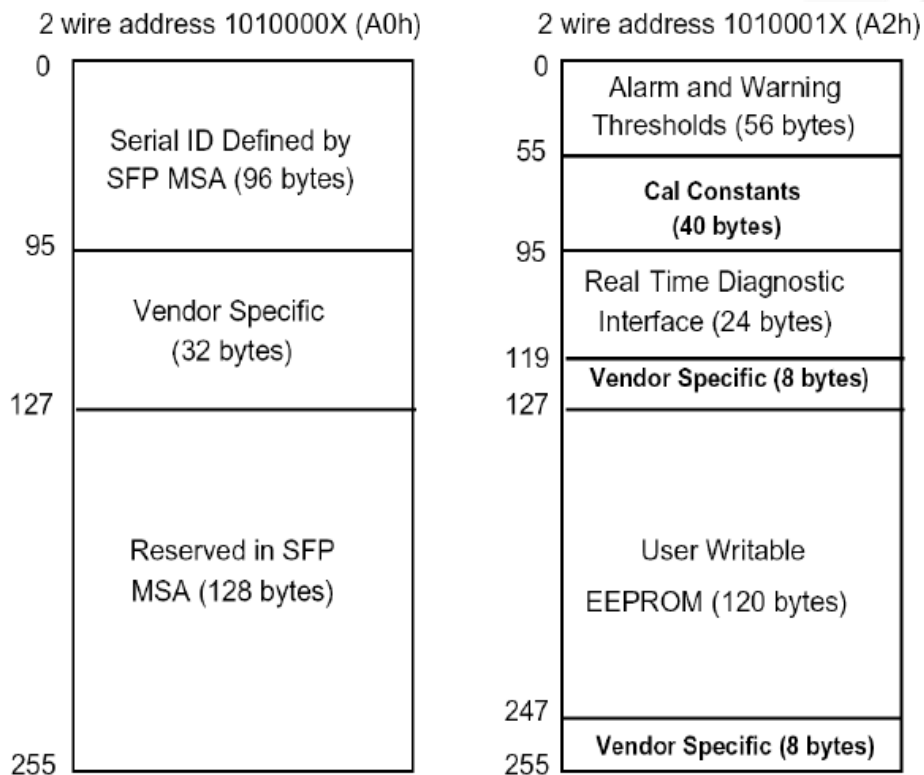 2 wire address 1010000X (A0h)
0
Serial ID Defined by
SFP MSA (96 bytes)
95
Vendor Specific
(32 bytes)
127
Reserved in SFP
MSA (128 bytes)
255
2 wire address 1010001X (A2h)
0
Alarm and Warning
Thresholds (56 bytes)
55
Cal Constants
(40 bytes)
95
Real Time Diagnostic
Interface (24 bytes)
119
Vendor Specific (8 bytes)
127
User Writable
EEPROM (120 bytes)
247
Vendor Specific (8 bytes)
255